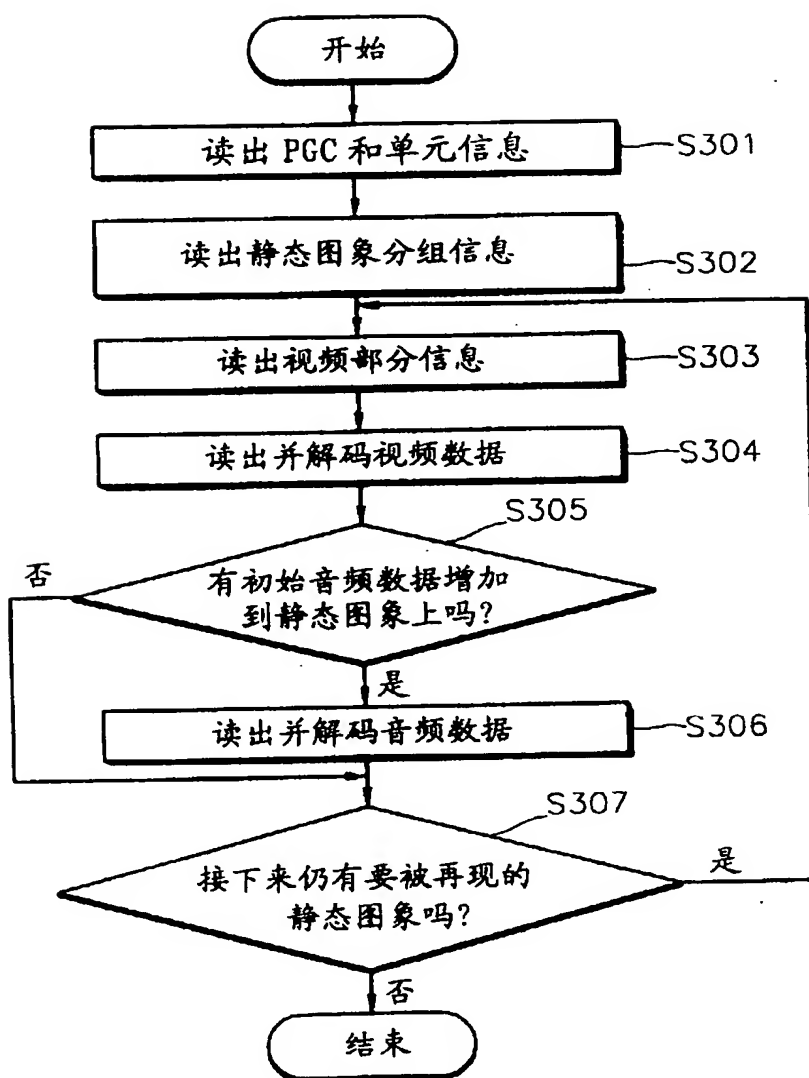 开始
读出 PGC 和单元信息
S301
读出静态图象分组信息
S302
读出视频部分信息
S303
读出并解码视频数据
S304
S305
否
有初始音频数据增加
到静态图象上吗?
是
读出并解码音频数据
S306
S307
接下来仍有要被再现的
静态图象吗?
是
否
结束